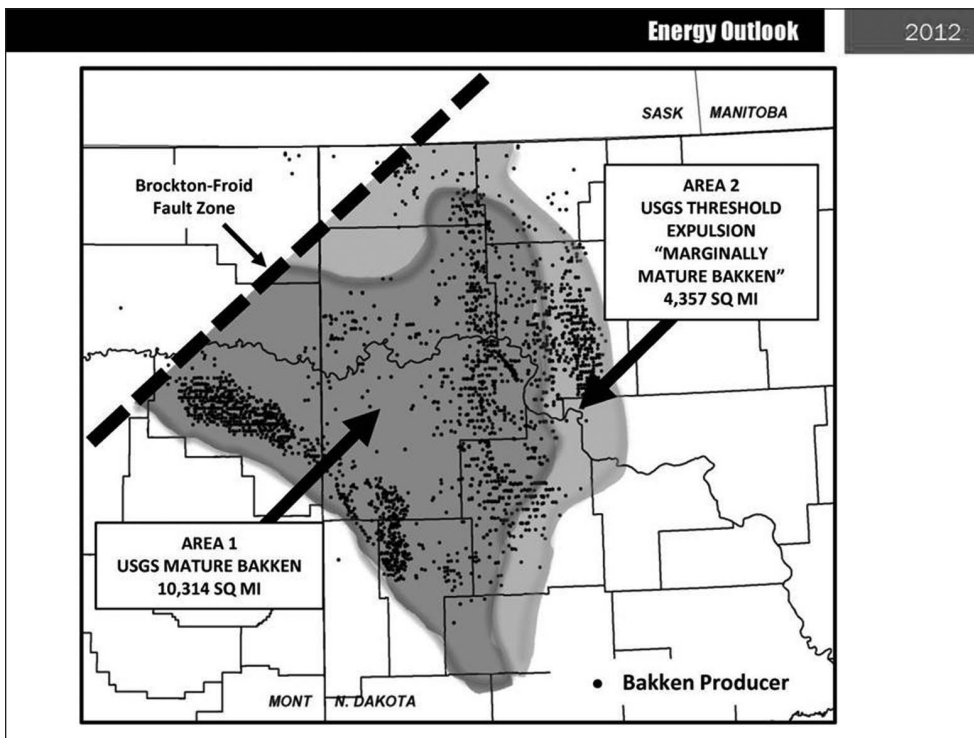 Energy Outlook
2012
SASK
MANITOBA
Brockton-Froid
Fault Zone
AREA 2
USGS THRESHOLD
EXPULSION
“MARGINALLY
MATURE BAKKEN”
4,357 SQ MI
AREA 1
USGS MATURE BAKKEN
10,314 SQ MI
MONT
N. DAKOTA
• Bakken Producer